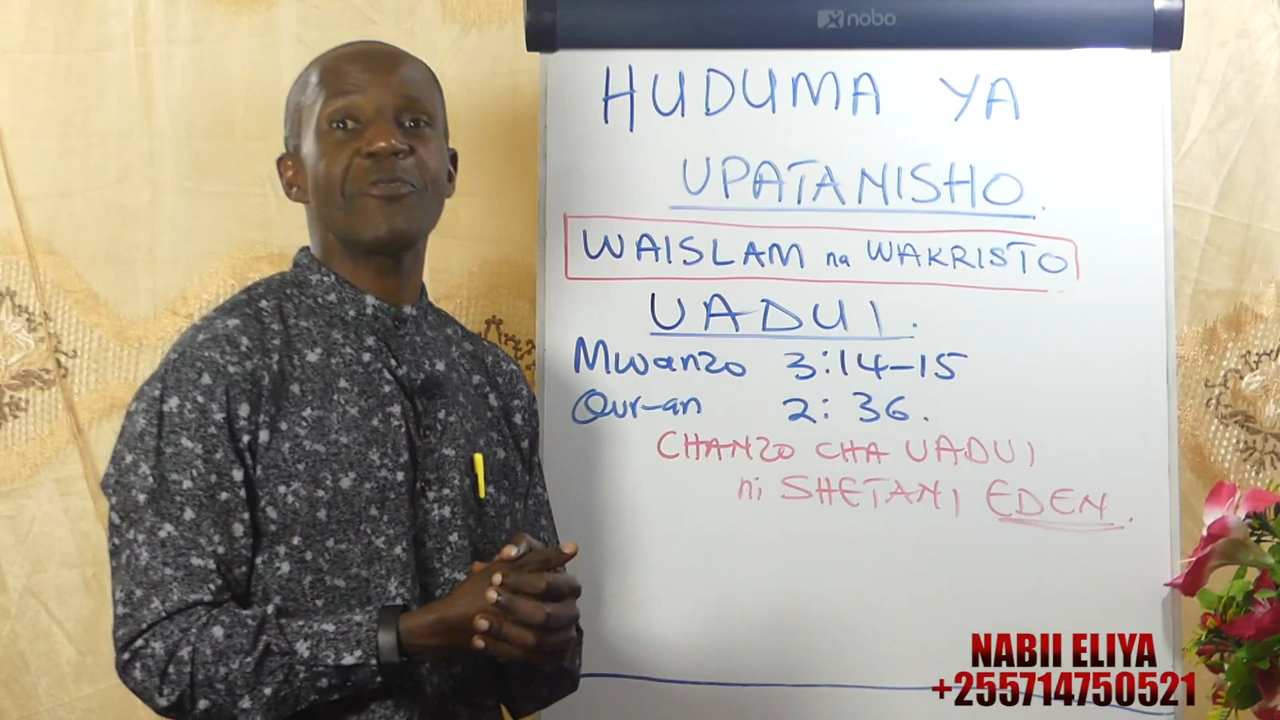 nobo
HUDUMA YA
UPATANISHO.
WAISLAM na WAKRISTO
UADUI.
Mwanzo 3:14-15
Qur-an 2: 36.
CHANZO CHA UADUI
ni SHETANI EDEN.
NABII ELIYA
+255714750521